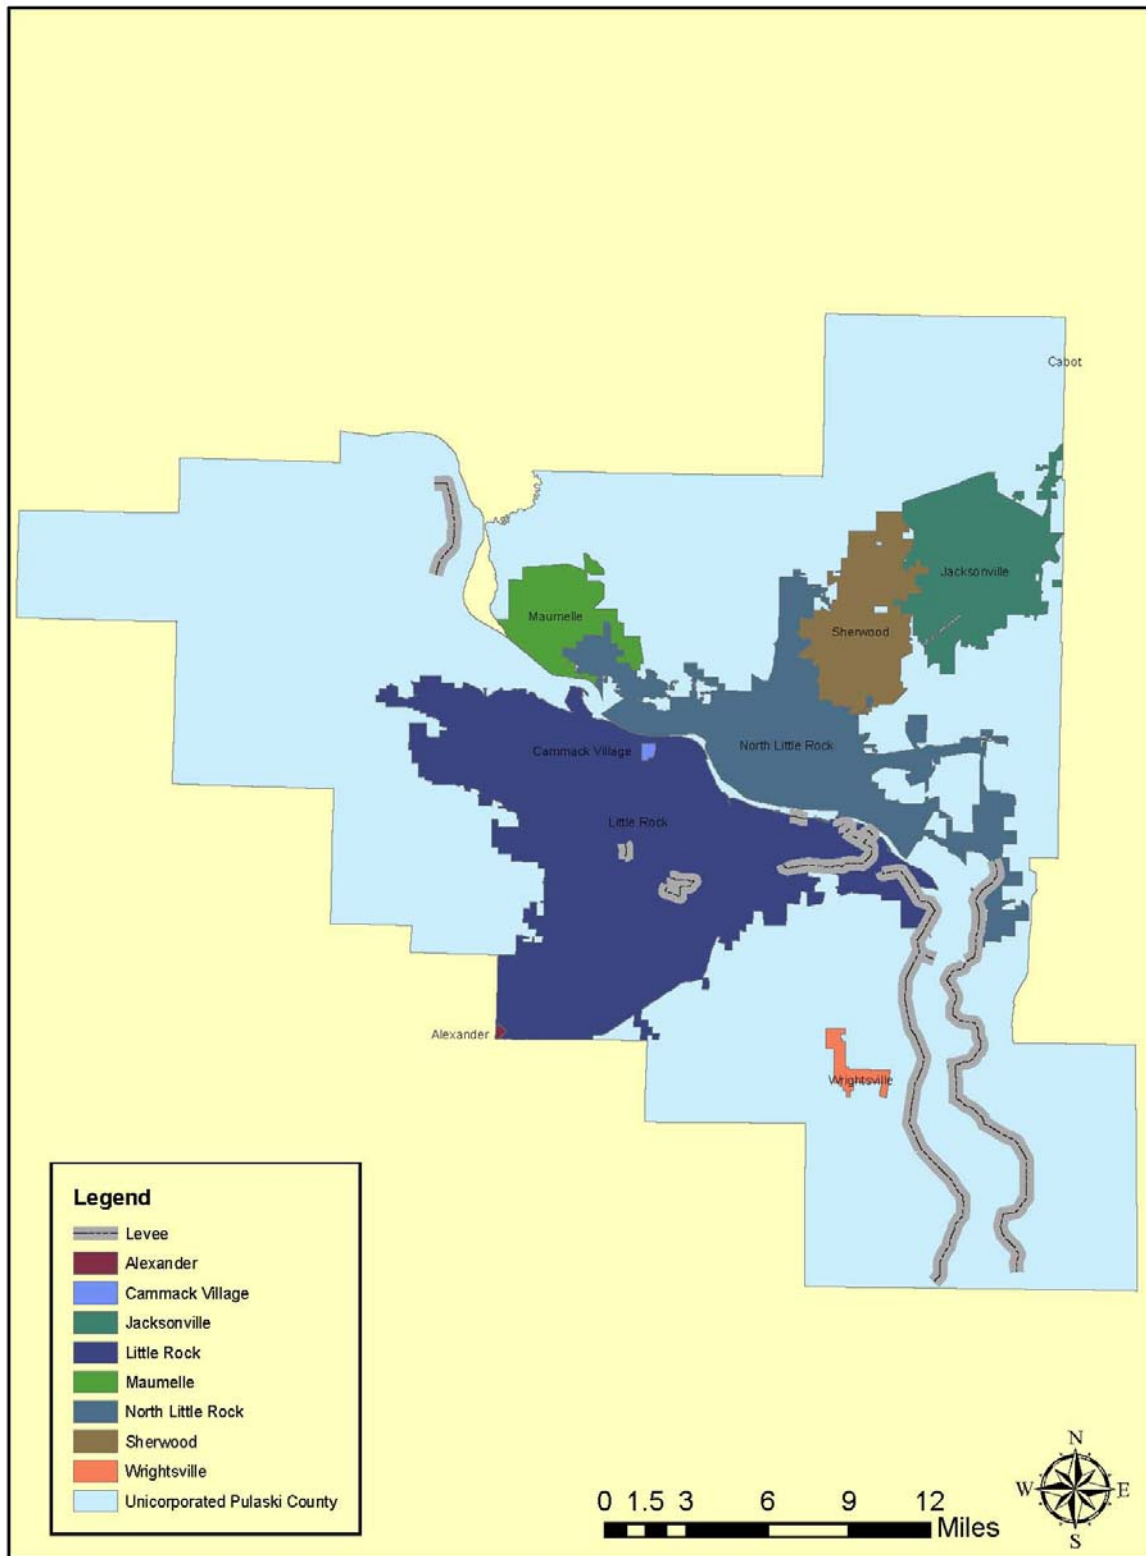 Cabot
Jacksonville
Maumelle
Sherwood
Cammack Village
North Little Rock
Little Rock
Alexander
Wrightsville
Legend
Levee
Alexander
Cammack Village
Jacksonville
Little Rock
Maumelle
North Little Rock
Sherwood
Wrightsville
Unicorporated Pulaski County
N
W E
S
0 1.5 3 6 9 12
Miles